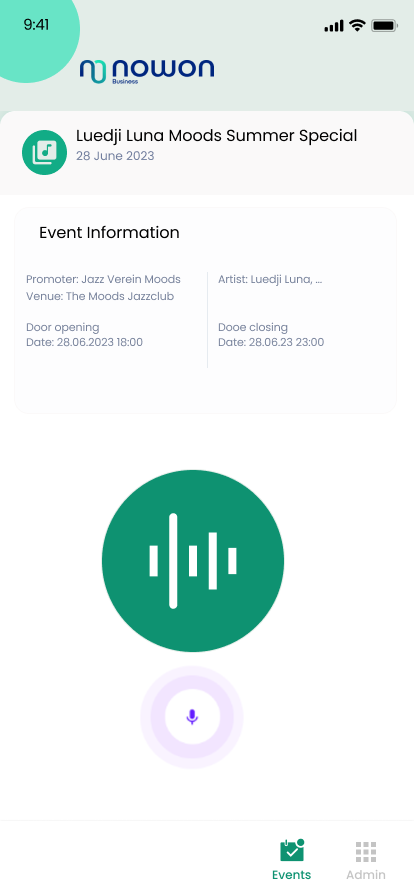 9:41
nowon
Business
Luedji Luna Moods Summer Special
28 June 2023
Event Information
Promoter: Jazz Verein Moods
Venue: The Moods Jazzclub
Artist: Luedji Luna, ...
Door opening
Date: 28.06.2023 18:00
Dooe closing
Date: 28.06.23 23:00
Events
Admin